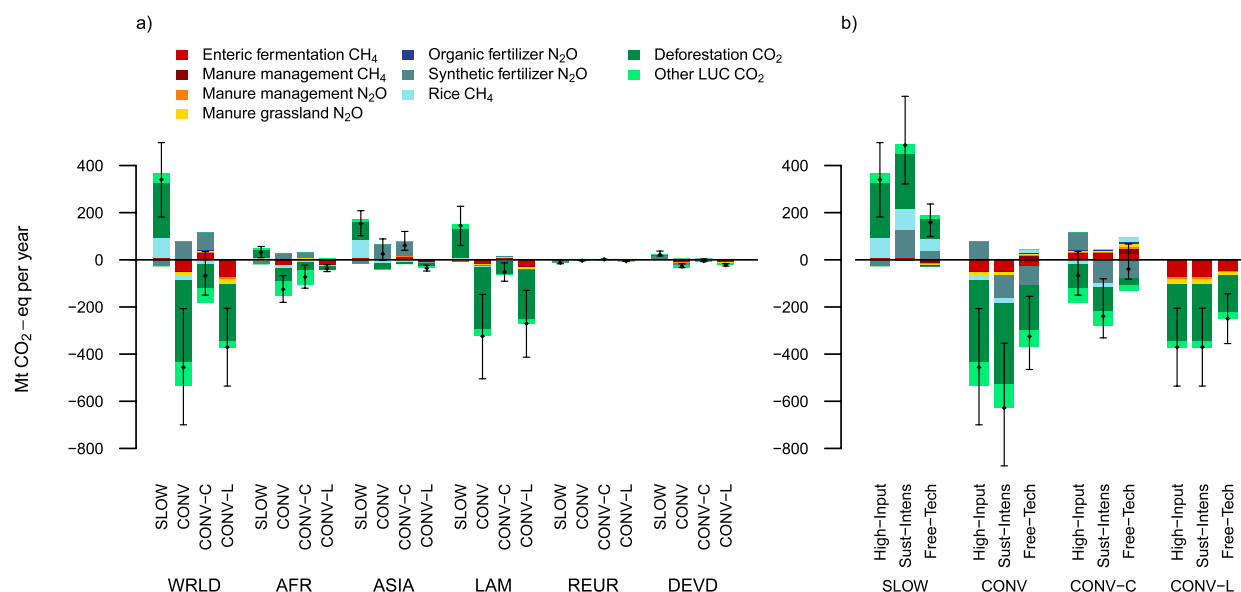 a)
b)
Enteric fermentation CH₄
Manure management CH₄
Manure management N₂O
Manure grassland N₂O
Organic fertilizer N₂O
Synthetic fertilizer N₂O
Rice CH₄
Deforestation CO₂
Other LUC CO₂
Mt CO₂ – eq per year
400
200
0
−200
−400
−600
−800
SLOW
CONV
CONV−C
CONV−L
SLOW
CONV
CONV−C
CONV−L
SLOW
CONV
CONV−C
CONV−L
SLOW
CONV
CONV−C
CONV−L
SLOW
CONV
CONV−C
CONV−L
SLOW
CONV
CONV−C
CONV−L
WRLD AFR ASIA LAM REUR DEVD
400
200
0
−200
−400
−600
−800
High−Input
Sust−Intens
Free−Tech
High−Input
Sust−Intens
Free−Tech
High−Input
Sust−Intens
Free−Tech
High−Input
Sust−Intens
Free−Tech
SLOW CONV CONV−C CONV−L